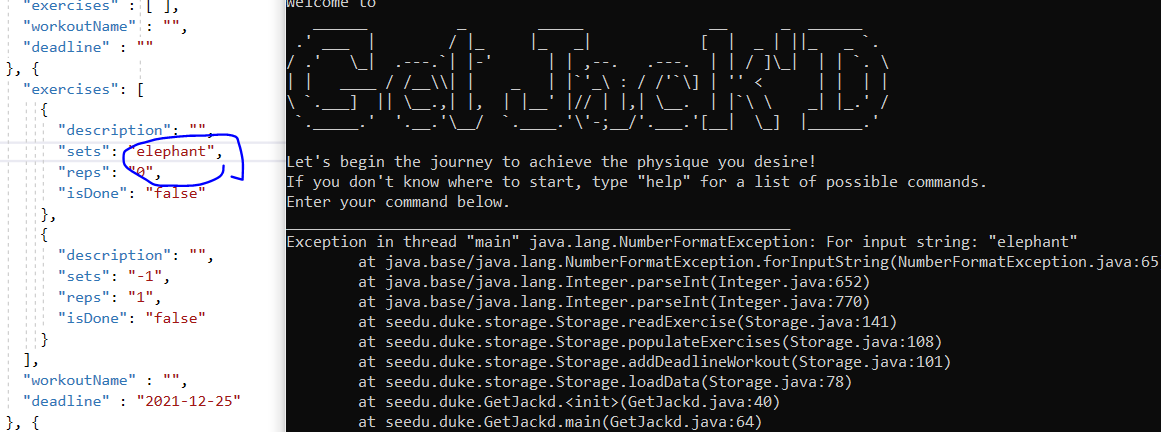 "exercises" : [ ],
"workoutName" : "",
"deadline" : ""
}, {
"exercises": [
{
"description": "",
"sets": "elephant",
"reps": "0",
"isDone": "false"
},
{
"description": "",
"sets": "-1",
"reps": "1",
"isDone": "false"
}
],
"workoutName" : "",
"deadline" : "2021-12-25"
}, {
Welcome to
GetJackD
Let's begin the journey to achieve the physique you desire!
If you don't know where to start, type "help" for a list of possible commands.
Enter your command below.
Exception in thread "main" java.lang.NumberFormatException: For input string: "elephant"
at java.base/java.lang.NumberFormatException.forInputString(NumberFormatException.java:65
at java.base/java.lang.Integer.parseInt(Integer.java:652)
at java.base/java.lang.Integer.parseInt(Integer.java:770)
at seedu.duke.storage.Storage.readExercise(Storage.java:141)
at seedu.duke.storage.Storage.populateExercises(Storage.java:108)
at seedu.duke.storage.Storage.addDeadlineWorkout(Storage.java:101)
at seedu.duke.storage.Storage.loadData(Storage.java:78)
at seedu.duke.GetJackd.<init>(GetJackd.java:40)
at seedu.duke.GetJackd.main(GetJackd.java:64)